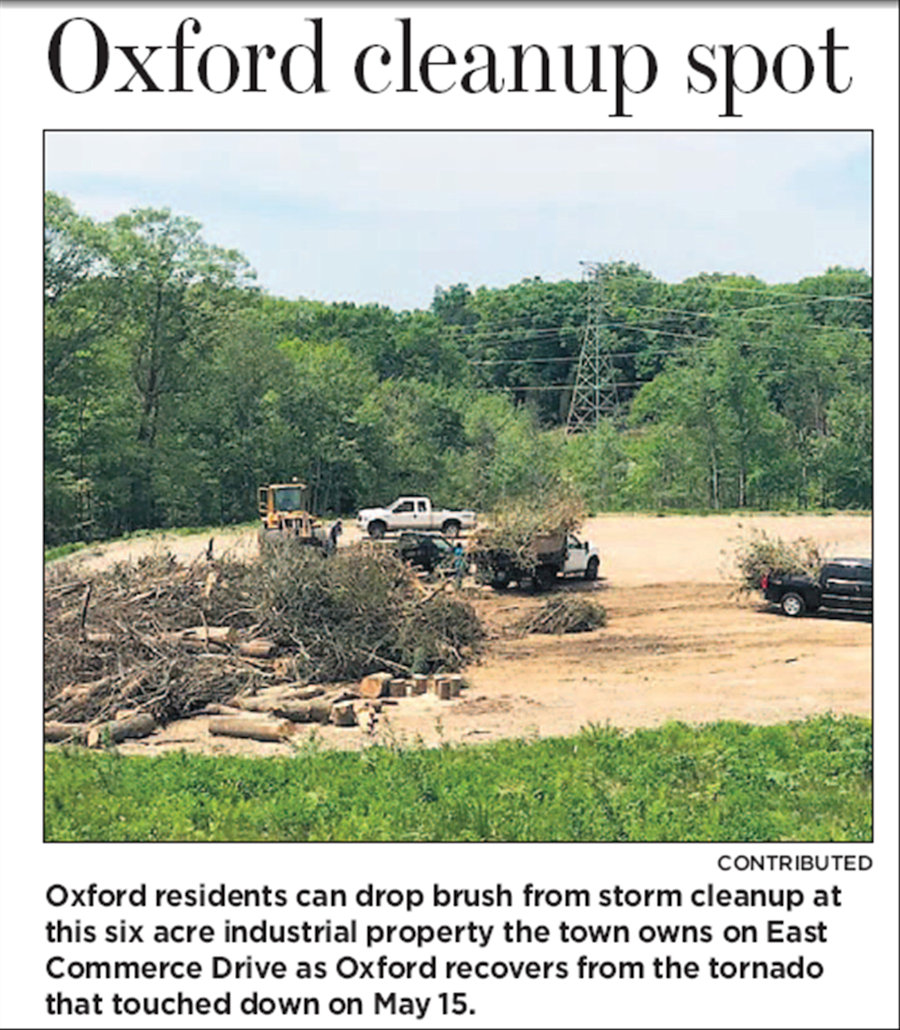 Oxford cleanup spot
CONTRIBUTED
Oxford residents can drop brush from storm cleanup at
this six acre industrial property the town owns on East
Commerce Drive as Oxford recovers from the tornado
that touched down on May 15.